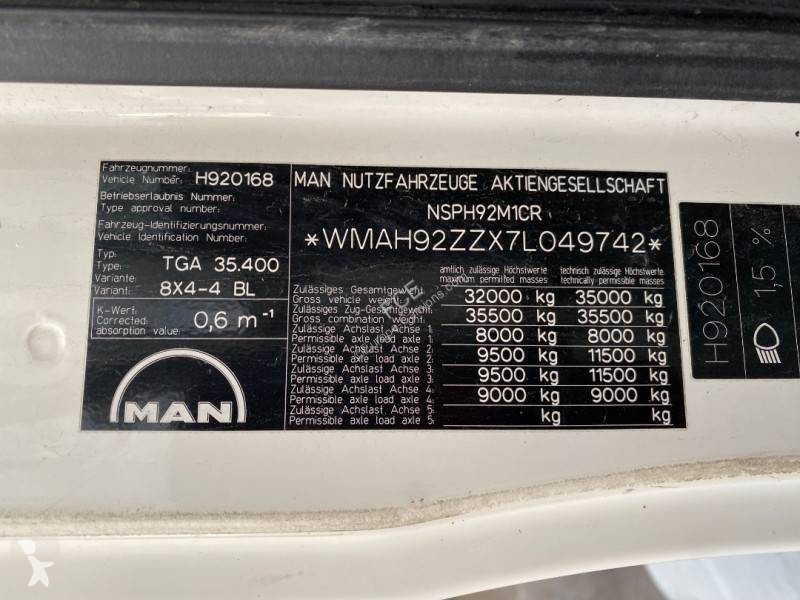 Fahrzeugnummer:
Vehicle Number: H920168
Betriebserlaubnis-Nummer:
Type approval number:
Fahrzeug-Identifizierungsnummer:
Vehicle Identification number:
Typ:
Type: TGA 35.400
Variante:
Variant: 8X4-4 BL
K-Wert:
Corrected absorption value: 0,6 m⁻¹
MAN
MAN NUTZFAHRZEUGE AKTIENGESELLSCHAFT
NSPH92M1CR
*WMAH92ZZX7L049742*
amtlich zulässige Höchstwerte technisch zulässige Höchstwerte
maximum permitted masses technically permissible masses
Zulässiges Gesamtgewicht:
Gross vehicle weight: 32000 kg 35000 kg
Zulässiges Zug-Gesamtgewicht:
Gross combination weight: 35500 kg 35500 kg
Zulässige Achslast Achse 1:
Permissible axle load axle 1: 8000 kg 8000 kg
Zulässige Achslast Achse 2:
Permissible axle load axle 2: 9500 kg 11500 kg
Zulässige Achslast Achse 3:
Permissible axle load axle 3: 9500 kg 11500 kg
Zulässige Achslast Achse 4:
Permissible axle load axle 4: 9000 kg 9000 kg
Zulässige Achslast Achse 5:
Permissible axle load axle 5: kg kg
H920168
1,5 %